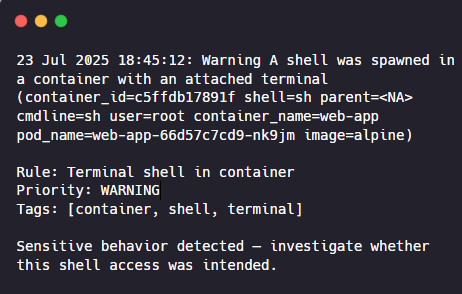 23 Jul 2025 18:45:12: Warning A shell was spawned in
a container with an attached terminal
(container_id=c5ffdb17891f shell=sh parent=<NA>
cmdline=sh user=root container_name=web-app
pod_name=web-app-66d57c7cd9-nk9jm image=alpine)

Rule: Terminal shell in container
Priority: WARNING
Tags: [container, shell, terminal]

Sensitive behavior detected — investigate whether
this shell access was intended.